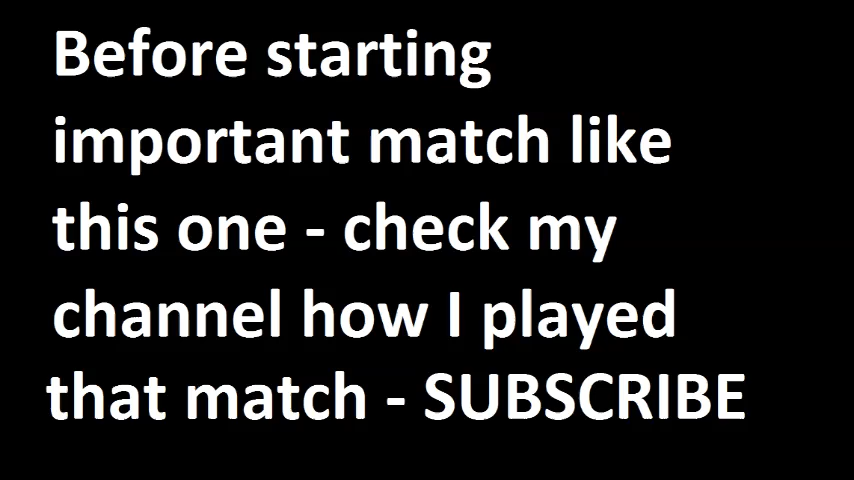 Before starting
important match like
this one - check my
channel how I played
that match - SUBSCRIBE